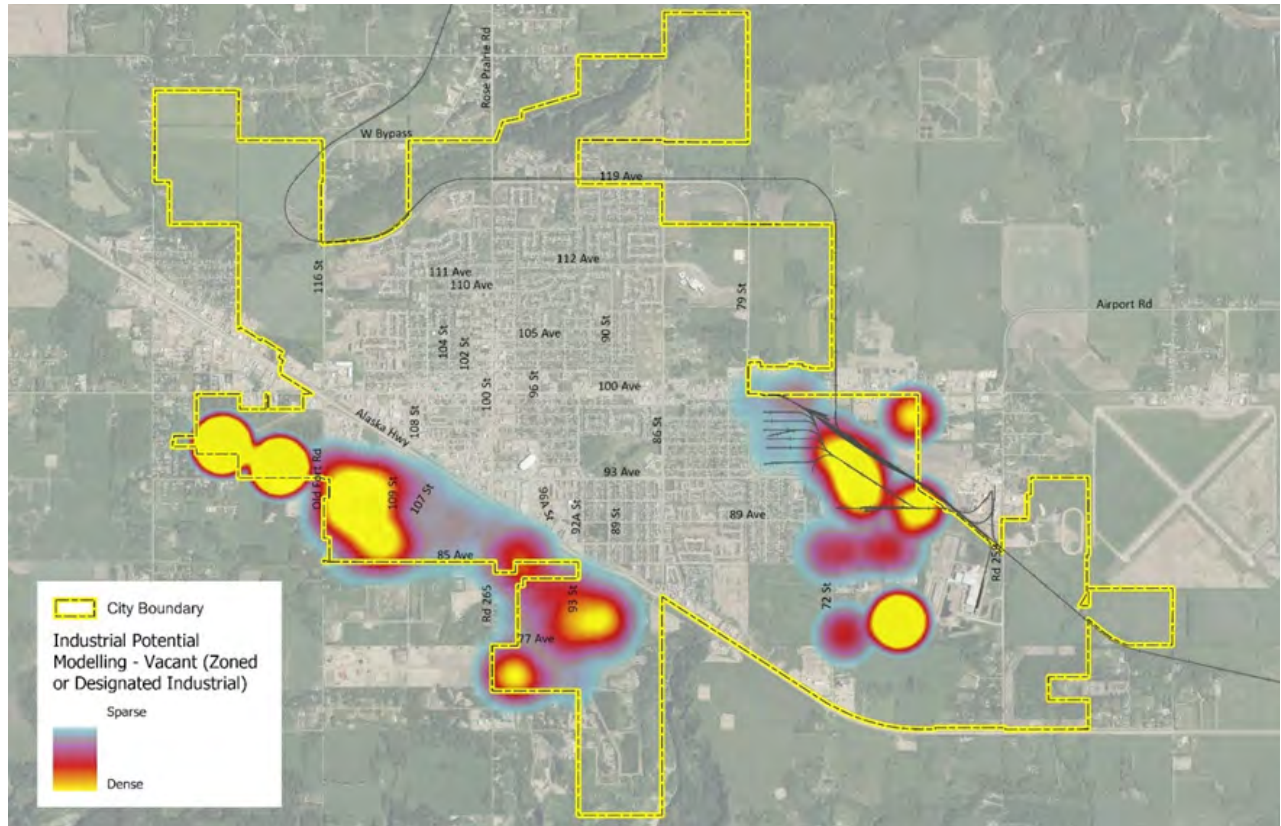 Rose Prairie Rd
W Bypass
119 Ave
116 St
111 Ave
112 Ave
110 Ave
79 St
Airport Rd
104 St
102 St
105 Ave
90 St
100 St
96 St
100 Ave
108 St
Alaska Hwy
86 St
Old Fort Rd
109 St
107 St
93 Ave
96A St
92A St
89 St
89 Ave
85 Ave
Rd 259
Rd 265
93 St
72 St
77 Ave
City Boundary
Industrial Potential
Modelling - Vacant (Zoned
or Designated Industrial)
Sparse
Dense